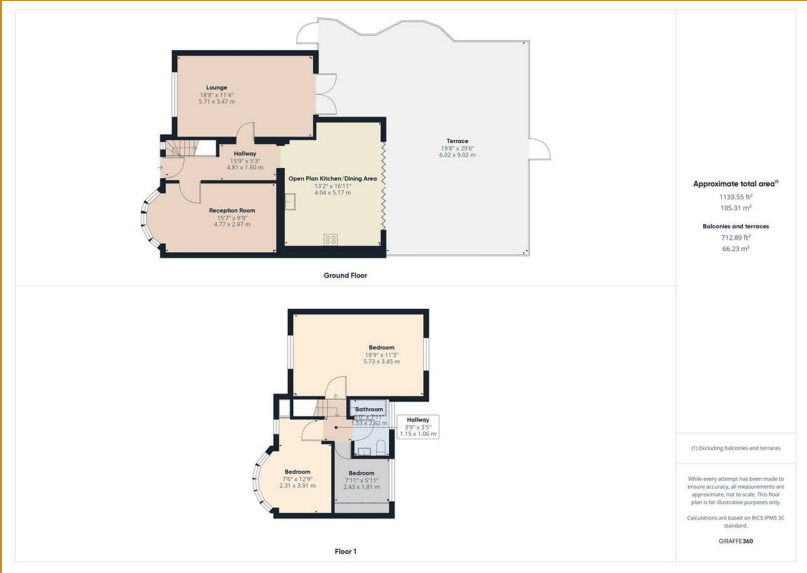 Lounge
18'8" x 11'4"
5.71 x 3.47 m
Hallway
15'9" x 5'3"
4.81 x 1.60 m
Reception Room
15'7" x 9'9"
4.77 x 2.97 m
Open Plan Kitchen/Dining Area
13'2" x 16'11"
4.04 x 5.17 m
Terrace
19'8" x 29'6"
6.02 x 9.02 m
Ground Floor
Bedroom
18'9" x 11'3"
5.73 x 3.45 m
Bathroom
1.53 x 2.42 m
Hallway
3'9" x 3'5"
1.15 x 1.06 m
Bedroom
7'6" x 12'9"
2.31 x 3.91 m
Bedroom
7'11" x 5'11"
2.43 x 1.81 m
Floor 1
Approximate total area(1)
1133.55 ft²
105.31 m²
Balconies and terraces
712.89 ft²
66.23 m²
(1) Excluding balconies and terraces
While every attempt has been made to
ensure accuracy, all measurements are
approximate, not to scale. This floor
plan is for illustrative purposes only.
Calculations are based on RICS IPMS 3C
standard.
GIRAFFE360